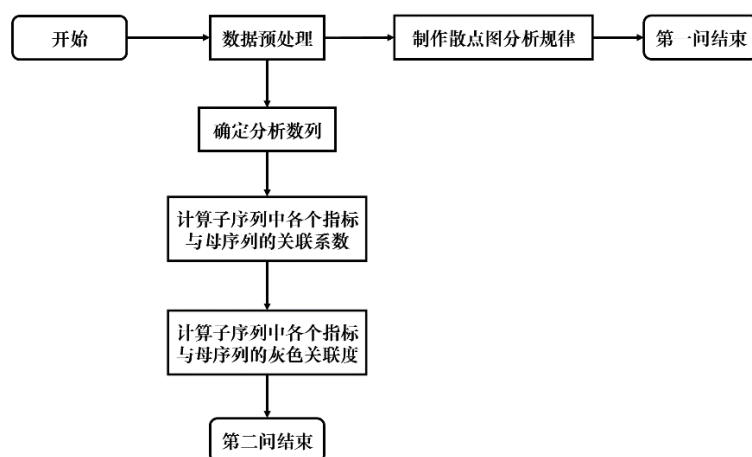 开始
数据预处理
制作散点图分析规律
第一问结束
确定分析数列
计算子序列中各个指标
与母序列的关联系数
计算子序列中各个指标
与母序列的灰色关联度
第二问结束